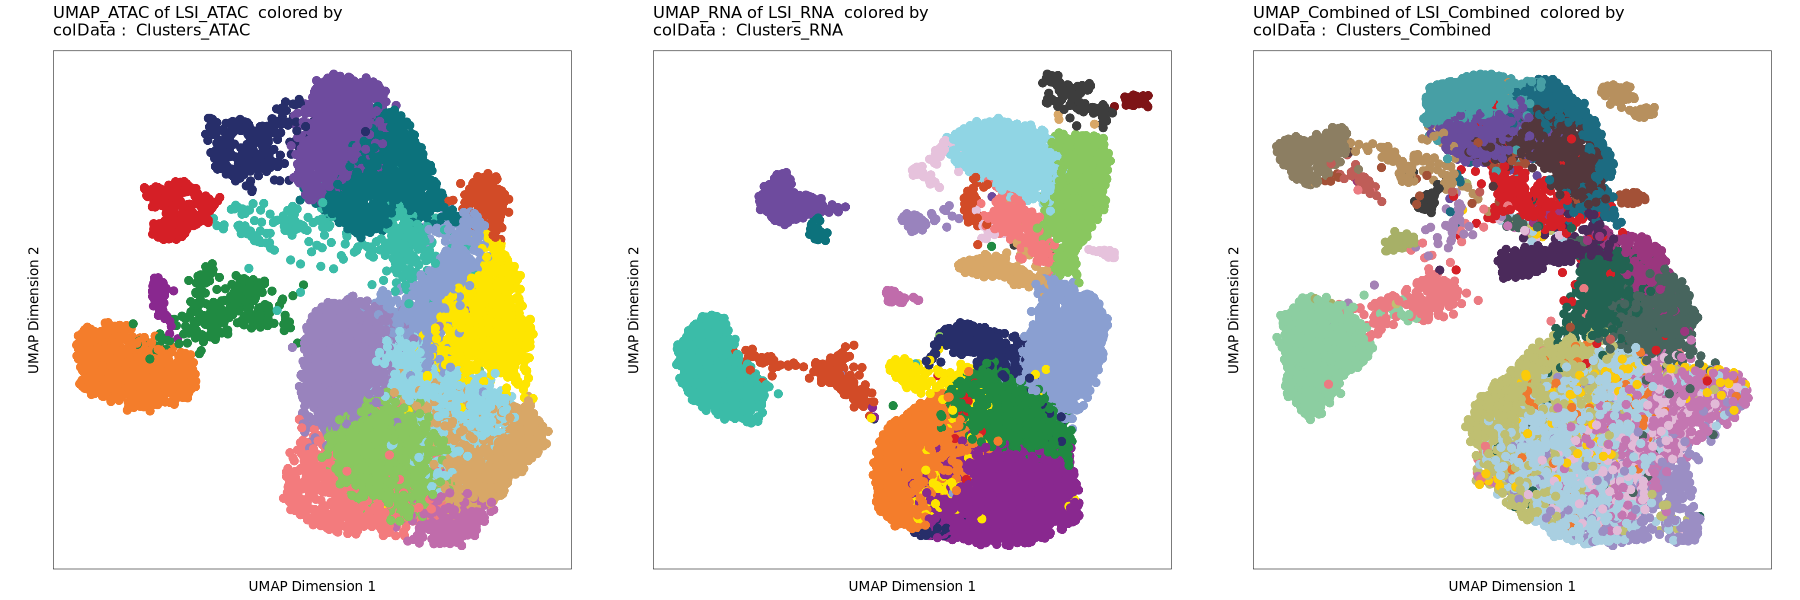 UMAP_ATAC of LSI_ATAC  colored by
colData :  Clusters_ATAC
UMAP Dimension 2
UMAP Dimension 1
UMAP_RNA of LSI_RNA  colored by
colData :  Clusters_RNA
UMAP Dimension 2
UMAP Dimension 1
UMAP_Combined of LSI_Combined  colored by
colData :  Clusters_Combined
UMAP Dimension 2
UMAP Dimension 1